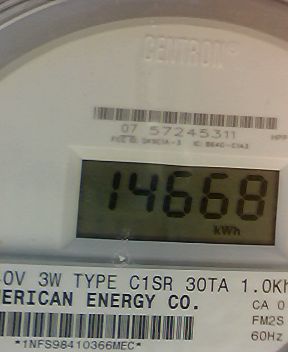 CENTRON
07 57245311
14668
kWh
40V 3W TYPE C1SR 30TA 1.0Kh
ERICAN ENERGY CO.
CA 0
FM2S
60Hz
*1NFS98410366MEC*